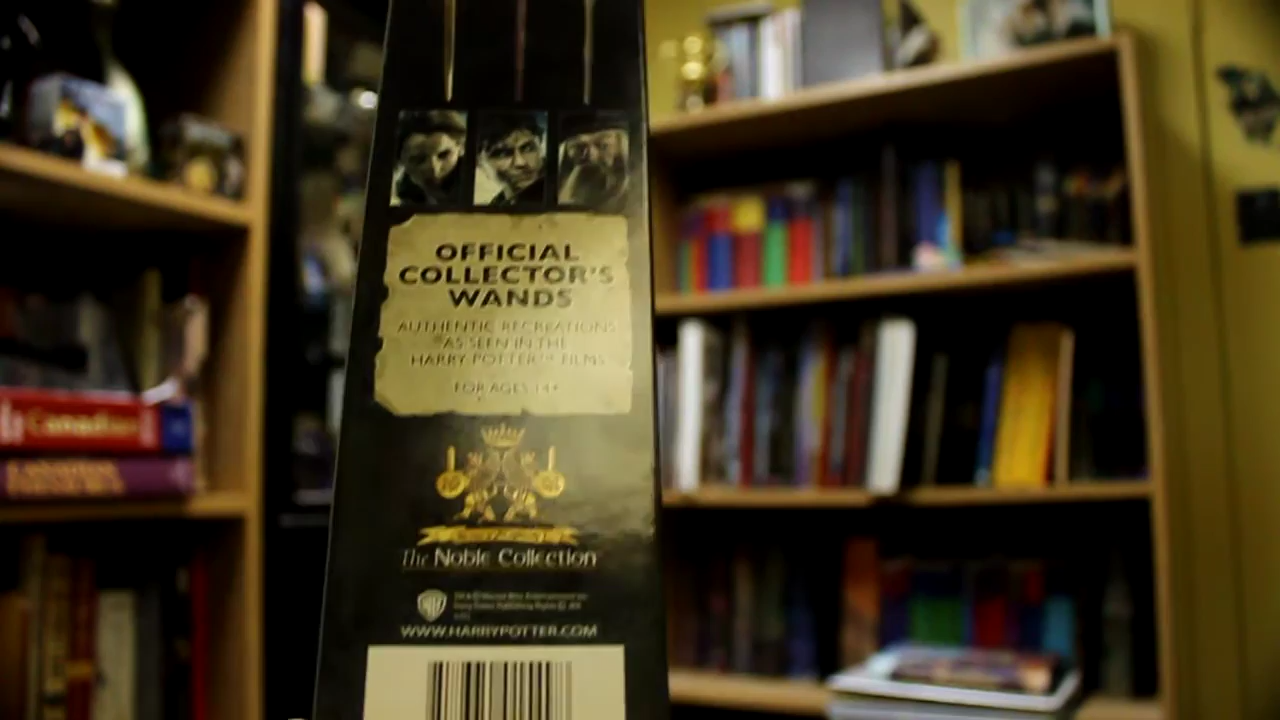 OFFICIAL
COLLECTOR'S
WANDS
AUTHENTIC RECREATIONS
AS SEEN IN THE
HARRY POTTER™ FILMS
FOR AGES 14+
The Noble Collection
WWW.HARRYPOTTER.COM
Canadian